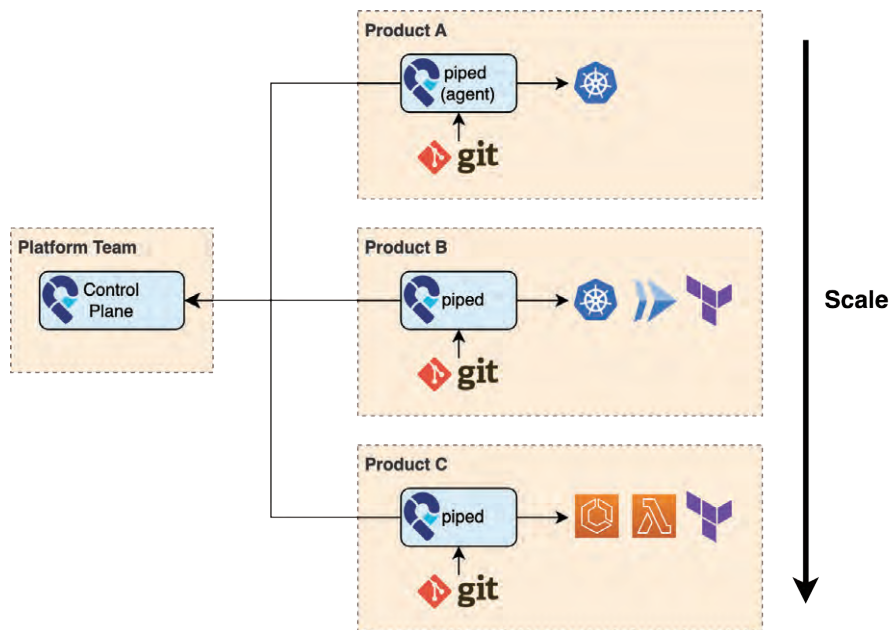 Product A
piped
(agent)
git
Platform Team
Control
Plane
Product B
piped
git
Scale
Product C
piped
git